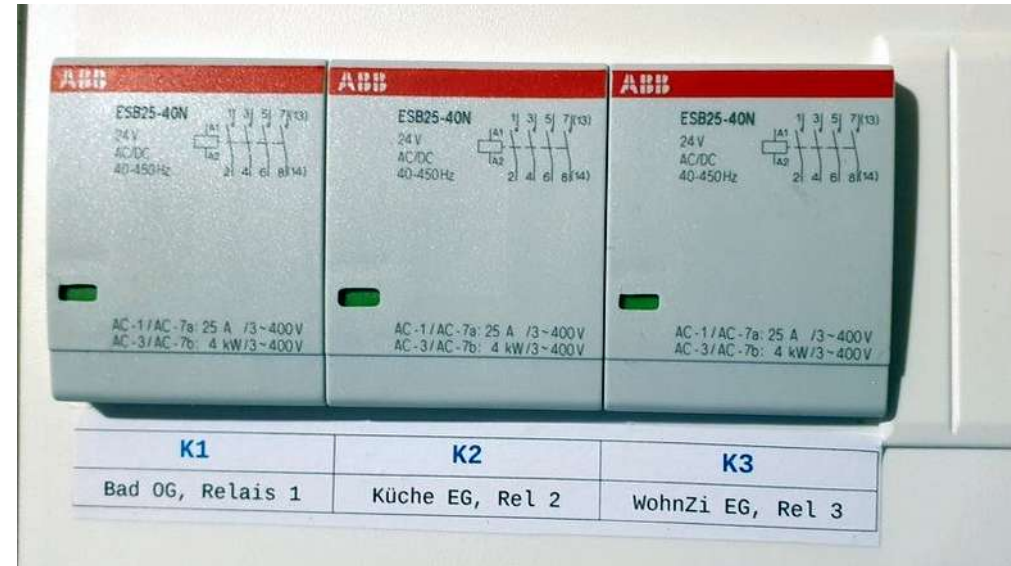 ABB
ESB25-40N
1 3 5 7(13)
24 V
A1
AC/DC
A2
40-450Hz
2 4 6 8(14)
AC-1/AC-7a: 25 A /3~400V
AC-3/AC-7b: 4 kW/3~400V
ABB
ESB25-40N
1 3 5 7(13)
24 V
A1
AC/DC
A2
40-450Hz
2 4 6 8(14)
AC-1/AC-7a: 25 A /3~400V
AC-3/AC-7b: 4 kW/3~400V
ABB
ESB25-40N
1 3 5 7(13)
24 V
A1
AC/DC
A2
40-450Hz
2 4 6 8(14)
AC-1/AC-7a: 25 A /3~400V
AC-3/AC-7b: 4 kW/3~400V
K1
Bad OG, Relais 1
K2
Küche EG, Rel 2
K3
WohnZi EG, Rel 3